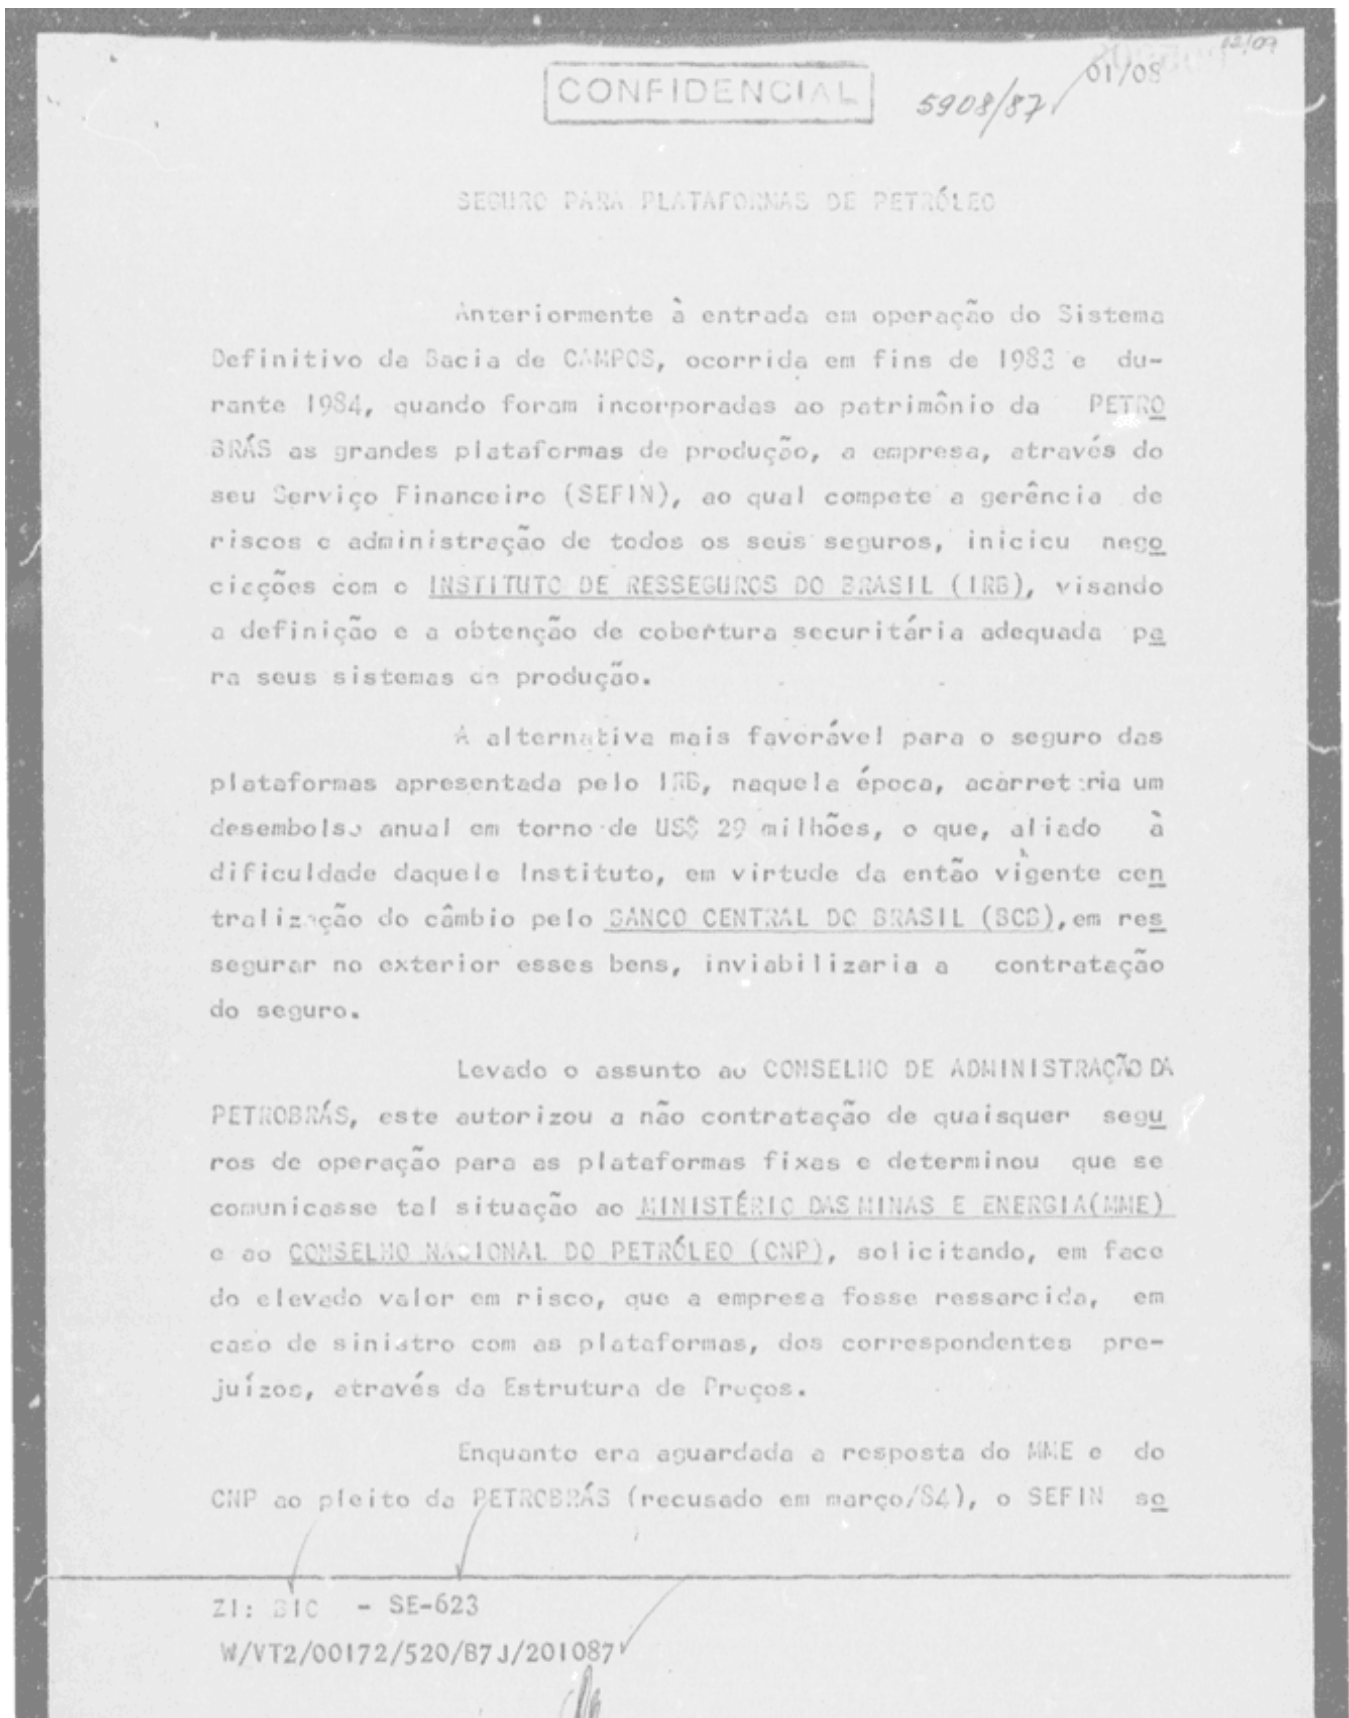 12/09
01/08
CONFIDENCIAL
5908/87
SEGURO PARA PLATAFORMAS DE PETRÓLEO
Anteriormente à entrada em operação do Sistema
Definitivo da Bacia de CAMPOS, ocorrida em fins de 1983 e du-
rante 1984, quando foram incorporadas ao patrimônio da PETRO
BRÁS as grandes plataformas de produção, a empresa, através do
seu Serviço Financeiro (SEFIN), ao qual compete a gerência de
riscos e administração de todos os seus seguros, iniciou nego
ciações com o INSTITUTO DE RESSEGUROS DO BRASIL (IRB), visando
a definição e a obtenção de cobertura securitária adequada pa
ra seus sistemas de produção.
A alternativa mais favorável para o seguro das
plataformas apresentada pelo IRB, naquela época, acarretaria um
desembolso anual em torno de US$ 29 milhões, o que, aliado à
dificuldade daquele Instituto, em virtude da então vigente cen
tralização do câmbio pelo BANCO CENTRAL DO BRASIL (BCB), em res
segurar no exterior esses bens, inviabilizaria a contratação
do seguro.
Levado o assunto ao CONSELHO DE ADMINISTRAÇÃO DA
PETROBRÁS, este autorizou a não contratação de quaisquer segu
ros de operação para as plataformas fixas e determinou que se
comunicasse tal situação ao MINISTÉRIO DAS MINAS E ENERGIA(MME)
e ao CONSELHO NACIONAL DO PETRÓLEO (CNP), solicitando, em face
do elevado valor em risco, que a empresa fosse ressarcida, em
caso de sinistro com as plataformas, dos correspondentes pre-
juízos, através da Estrutura de Preços.
Enquanto era aguardada a resposta do MME e do
CNP ao pleito da PETROBRÁS (recusado em março/84), o SEFIN so
ZI: BIC - SE-623
W/VT2/00172/520/B7J/201087